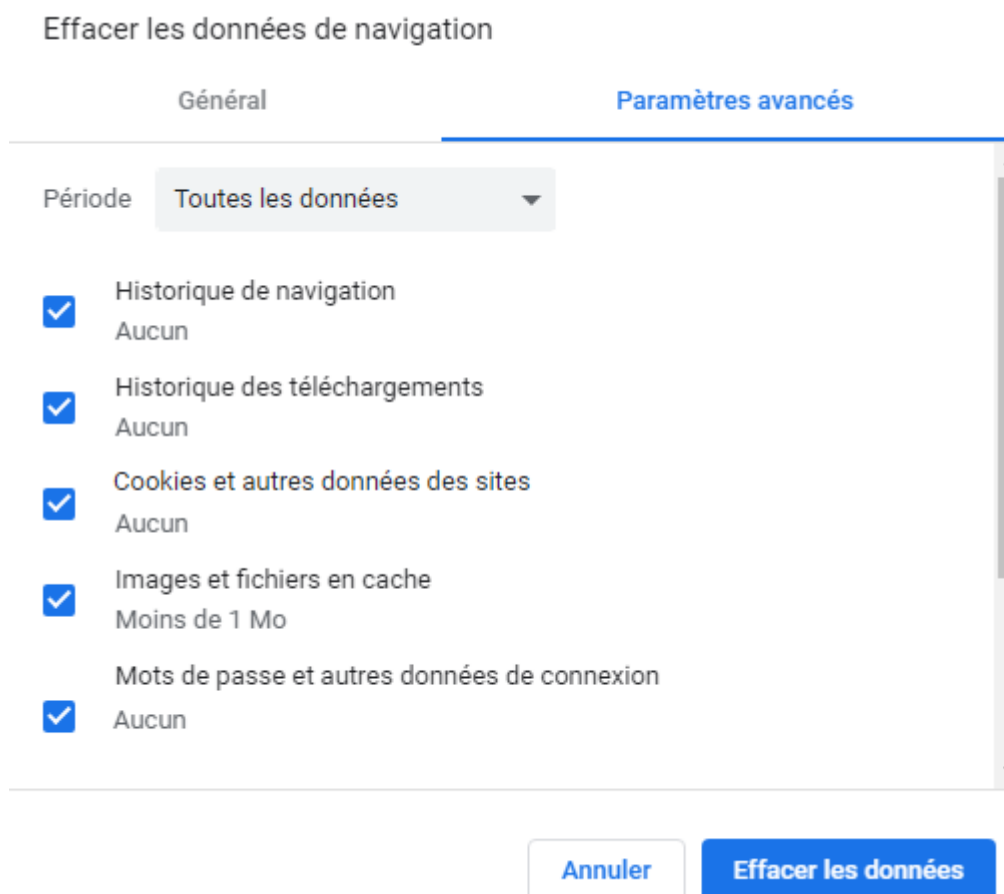 Effacer les données de navigation
Général
Paramètres avancés
Période
Toutes les données
Historique de navigation
Aucun
Historique des téléchargements
Aucun
Cookies et autres données des sites
Aucun
Images et fichiers en cache
Moins de 1 Mo
Mots de passe et autres données de connexion
Aucun
Annuler
Effacer les données